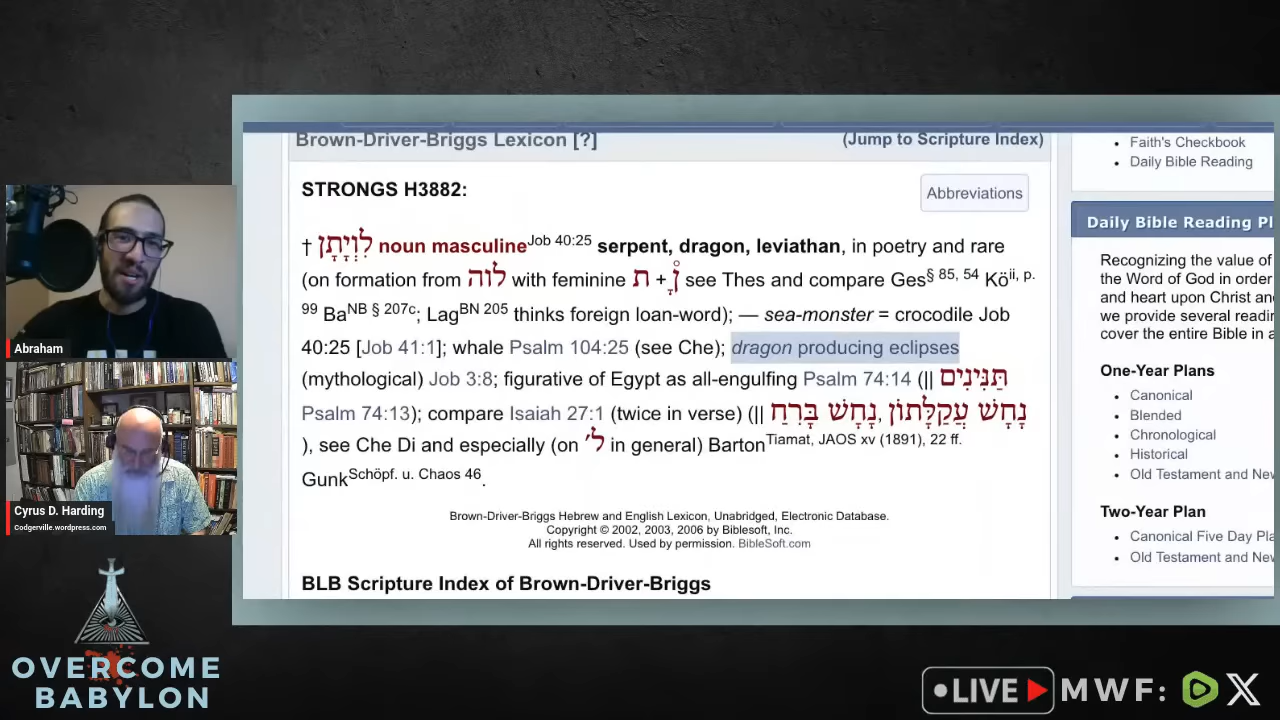 Brown-Driver-Briggs Lexicon [?]
(Jump to Scripture Index)
STRONGS H3882:
Abbreviations
† לִוְיָתָן noun masculine Job 40:25 serpent, dragon, leviathan, in poetry and rare
(on formation from לוה with feminine ת + ן see Thes and compare Ges § 85, 54 Kö ii, p.
99 Ba NB § 207c; Lag BN 205 thinks foreign loan-word); — sea-monster = crocodile Job
40:25 [Job 41:1]; whale Psalm 104:25 (see Che); dragon producing eclipses
(mythological) Job 3:8; figurative of Egypt as all-engulfing Psalm 74:14 (|| תַּנִּינִים
Psalm 74:13); compare Isaiah 27:1 (twice in verse) (|| נָחָשׁ בָּרִחַ, נָחָשׁ עֲקַלָּתוֹן
), see Che Di and especially (on ל׳ in general) Barton Tiamat, JAOS xv (1891), 22 ff.
Gunk Schöpf. u. Chaos 46.
Brown-Driver-Briggs Hebrew and English Lexicon, Unabridged, Electronic Database.
Copyright © 2002, 2003, 2006 by Biblesoft, Inc.
All rights reserved. Used by permission. BibleSoft.com
BLB Scripture Index of Brown-Driver-Briggs
Faith's Checkbook
Daily Bible Reading
Daily Bible Reading Pl
Recognizing the value of
the Word of God in order
and heart upon Christ an
we provide several readin
cover the entire Bible in a
One-Year Plans
Canonical
Blended
Chronological
Historical
Old Testament and New
Two-Year Plan
Canonical Five Day Pla
Old Testament and New
Abraham
Cyrus D. Harding
Codgerville.wordpress.com
OVERCOME
BABYLON
LIVE MWF: X